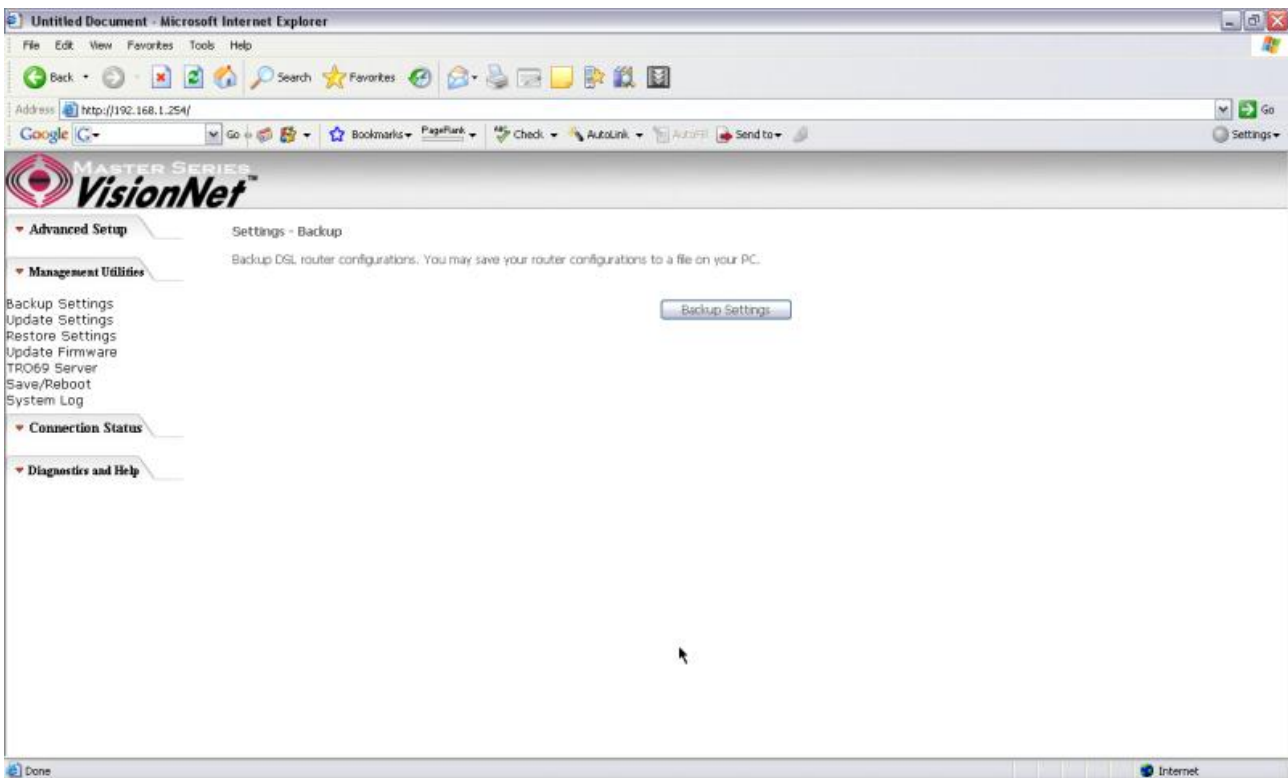 Untitled Document - Microsoft Internet Explorer
File Edit View Favorites Tools Help
Back Search Favorites
Address http://192.168.1.254/ Go
Google G Go Bookmarks PageRank Check AutoLink AutoFill Send to Settings
MASTER SERIES
VisionNet™
Advanced Setup
Settings - Backup
Backup DSL router configurations. You may save your router configurations to a file on your PC.
Management Utilities
Backup Settings
Backup Settings
Update Settings
Restore Settings
Update Firmware
TRO69 Server
Save/Reboot
System Log
Connection Status
Diagnostics and Help
Done Internet